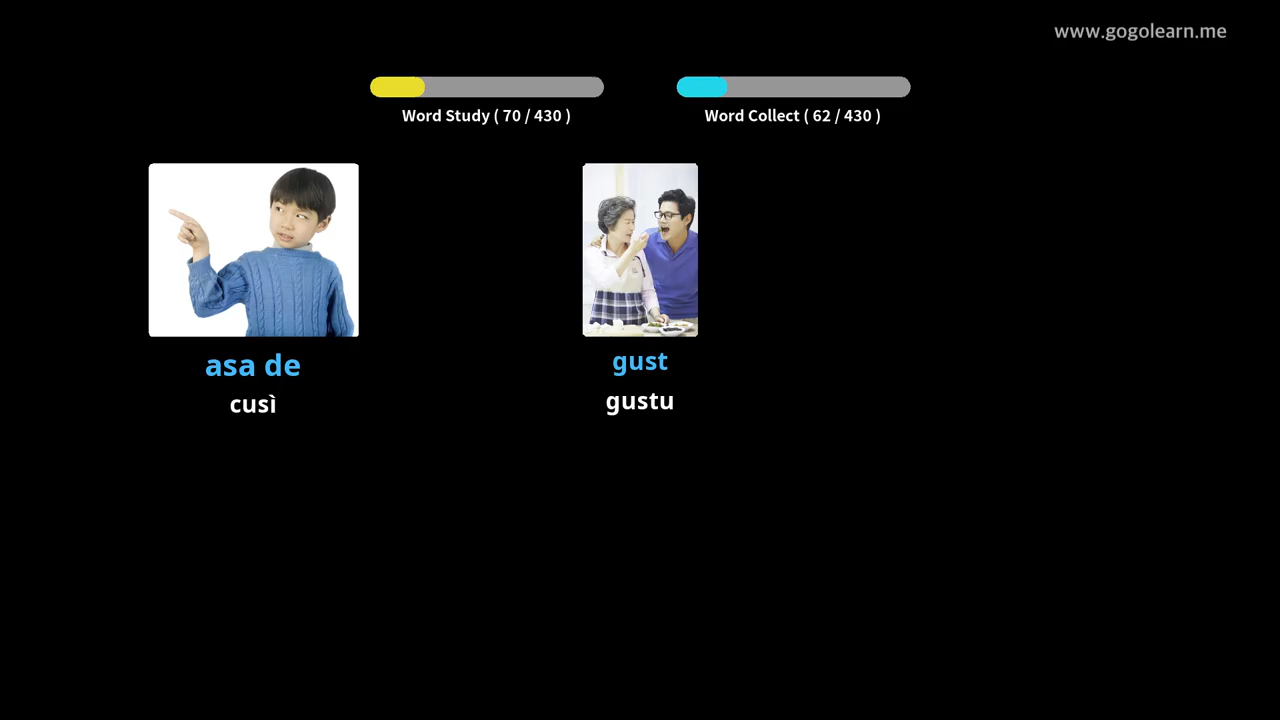 www.gogolearn.me
Word Study ( 70 / 430 )
Word Collect ( 62 / 430 )
asa de
cusì
gust
gustu